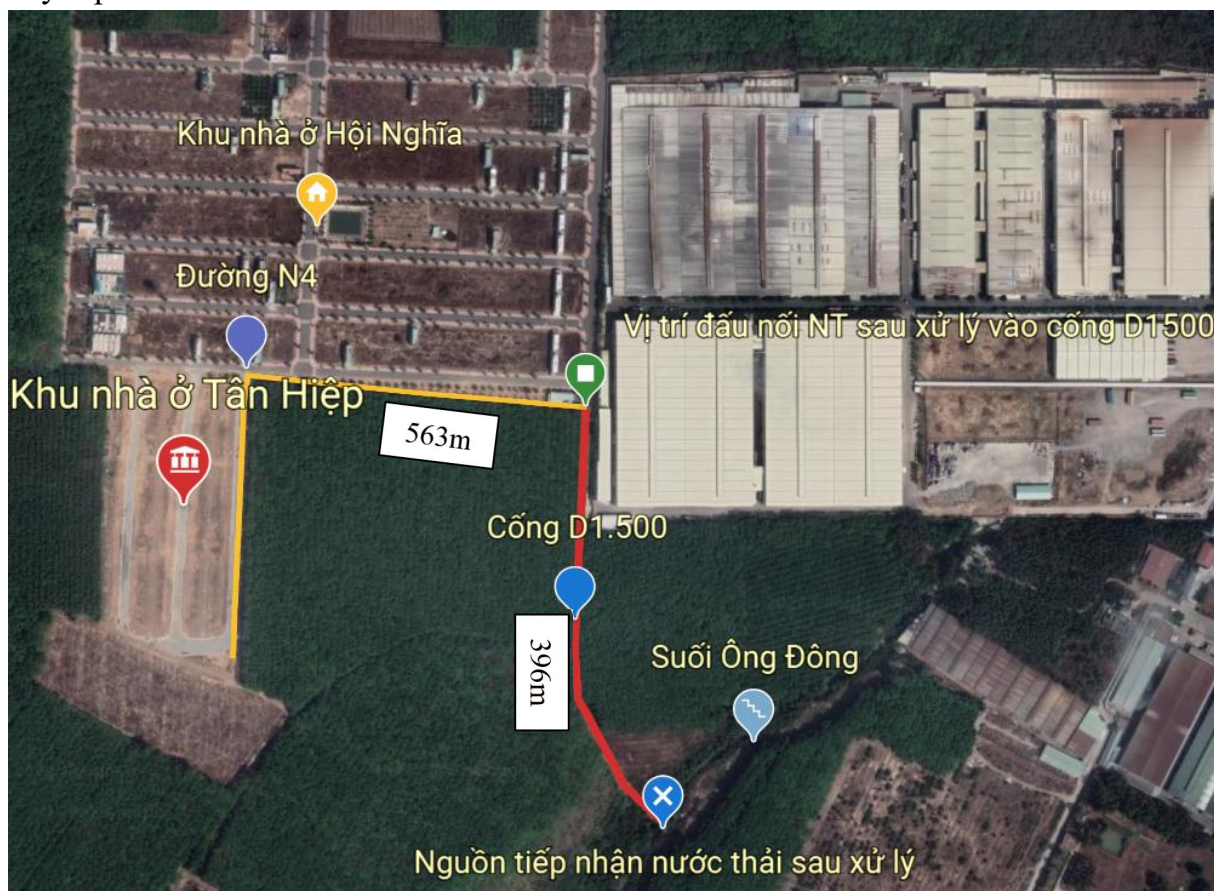 Khu nhà ở Hội Nghĩa
Đường N4
Vị trí đấu nối NT sau xử lý vào cống D1500
Khu nhà ở Tân Hiệp
563m
Cống D1.500
396m
Suối Ông Đông
Nguồn tiếp nhận nước thải sau xử lý